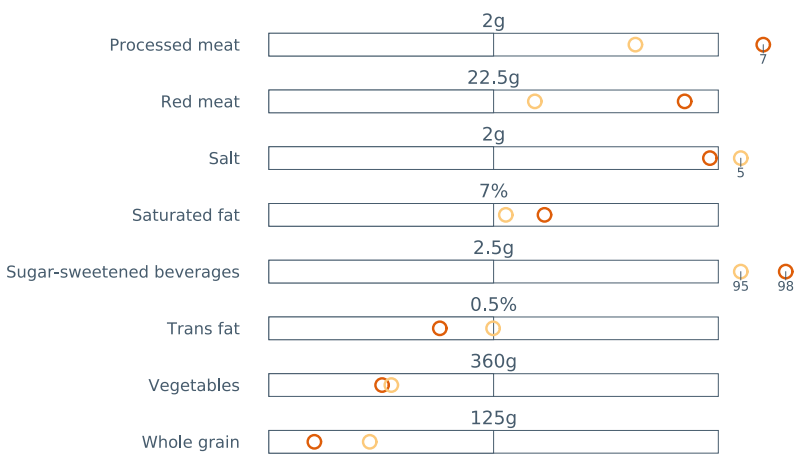 2g
Processed meat
7
22.5g
Red meat
2g
Salt
5
7%
Saturated fat
2.5g
Sugar-sweetened beverages
95 98
0.5%
Trans fat
360g
Vegetables
125g
Whole grain